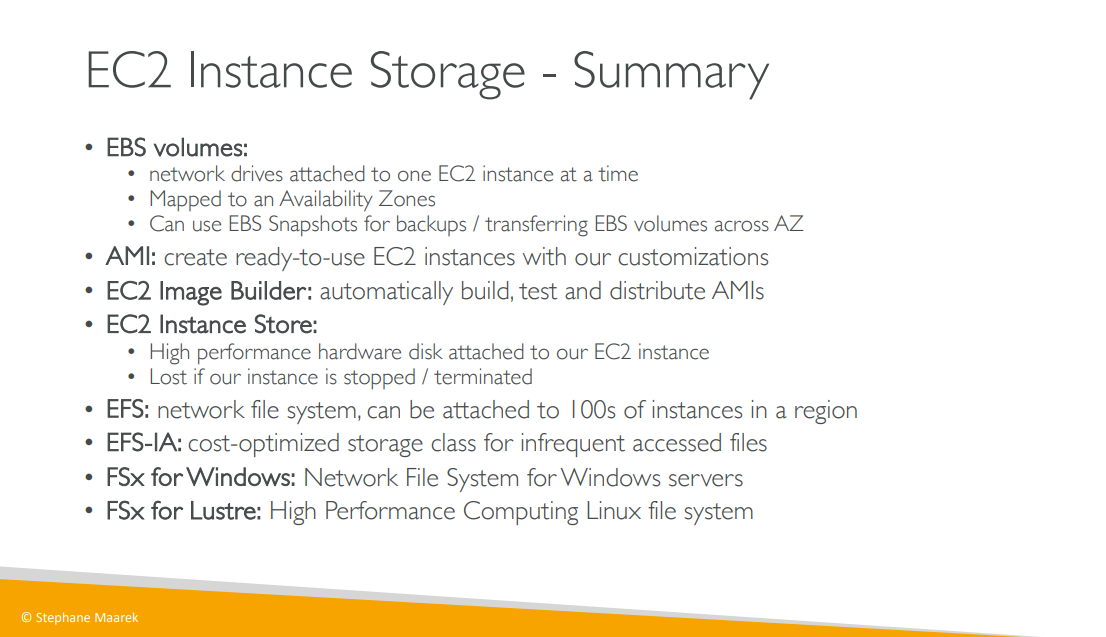 EC2 Instance Storage - Summary
• EBS volumes:
• network drives attached to one EC2 instance at a time
• Mapped to an Availability Zones
• Can use EBS Snapshots for backups / transferring EBS volumes across AZ
• AMI: create ready-to-use EC2 instances with our customizations
• EC2 Image Builder: automatically build, test and distribute AMIs
• EC2 Instance Store:
• High performance hardware disk attached to our EC2 instance
• Lost if our instance is stopped / terminated
• EFS: network file system, can be attached to 100s of instances in a region
• EFS-IA: cost-optimized storage class for infrequent accessed files
• FSx for Windows: Network File System for Windows servers
• FSx for Lustre: High Performance Computing Linux file system
© Stephane Maarek